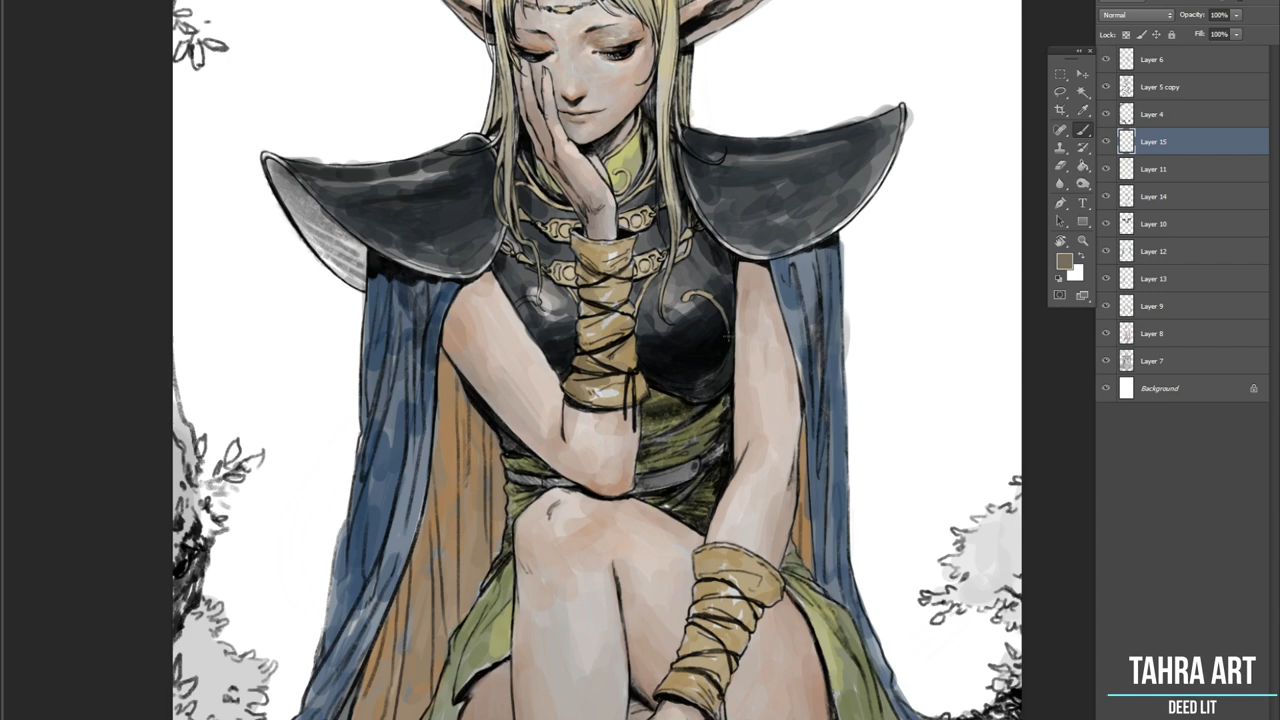 Normal
Opacity: 100%
Lock:
Fill: 100%
Layer 6
Layer 5 copy
Layer 4
Layer 15
Layer 11
Layer 14
Layer 10
Layer 12
Layer 13
Layer 9
Layer 8
Layer 7
Background
TAHRA ART
DEED LIT